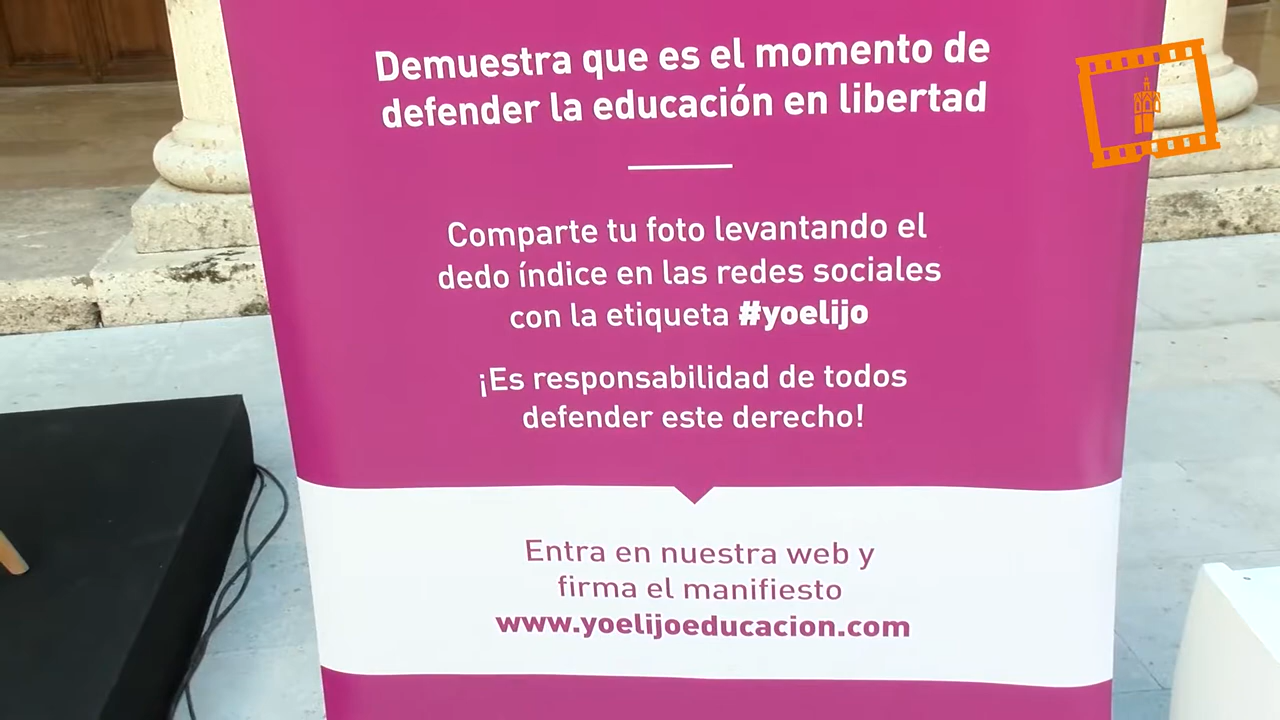 Demuestra que es el momento de
defender la educación en libertad
Comparte tu foto levantando el
dedo índice en las redes sociales
con la etiqueta #yoelijo
¡Es responsabilidad de todos
defender este derecho!
Entra en nuestra web y
firma el manifiesto
www.yoelijoeducacion.com